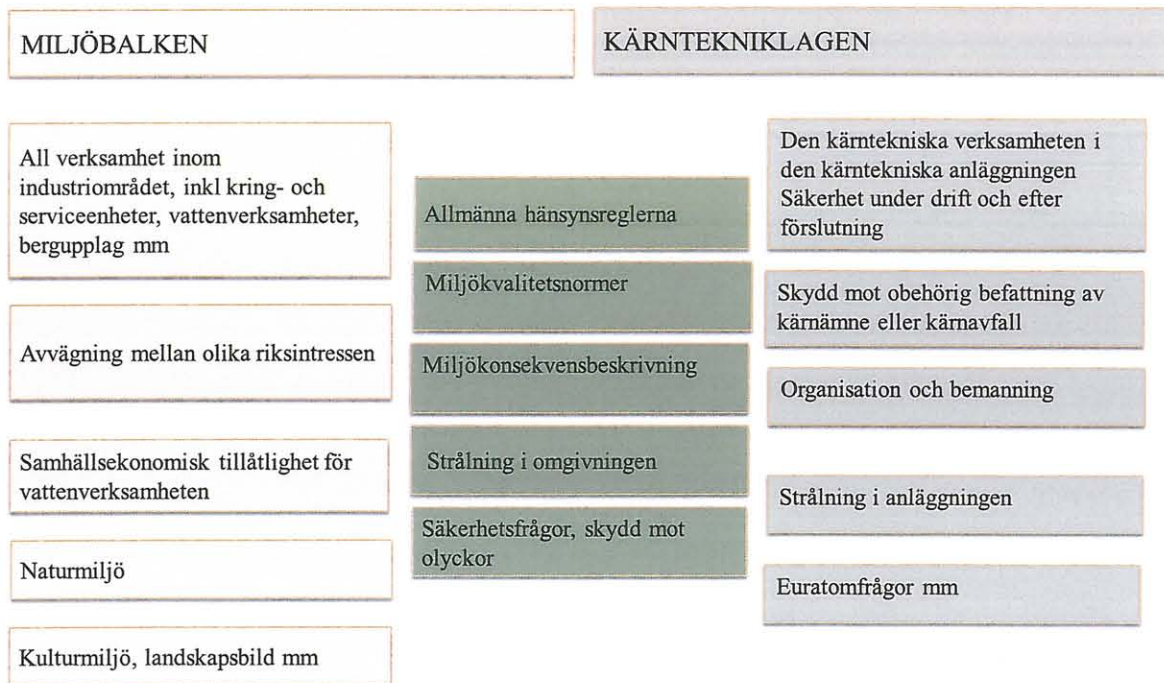 MILJÖBALKEN
KÄRNTEKNIKLAGEN
All verksamhet inom
industriområdet, inkl kring- och
serviceenheter, vattenverksamheter,
bergupplag mm
Avvägning mellan olika riksintressen
Samhällsekonomisk tillåtlighet för
vattenverksamheten
Naturmiljö
Kulturmiljö, landskapsbild mm
Allmänna hänsynsreglerna
Miljökvalitetsnormer
Miljökonsekvensbeskrivning
Strålning i omgivningen
Säkerhetsfrågor, skydd mot
olyckor
Den kärntekniska verksamheten i
den kärntekniska anläggningen
Säkerhet under drift och efter
förslutning
Skydd mot obehörig befattning av
kärnämne eller kärnavfall
Organisation och bemanning
Strålning i anläggningen
Euratomfrågor mm